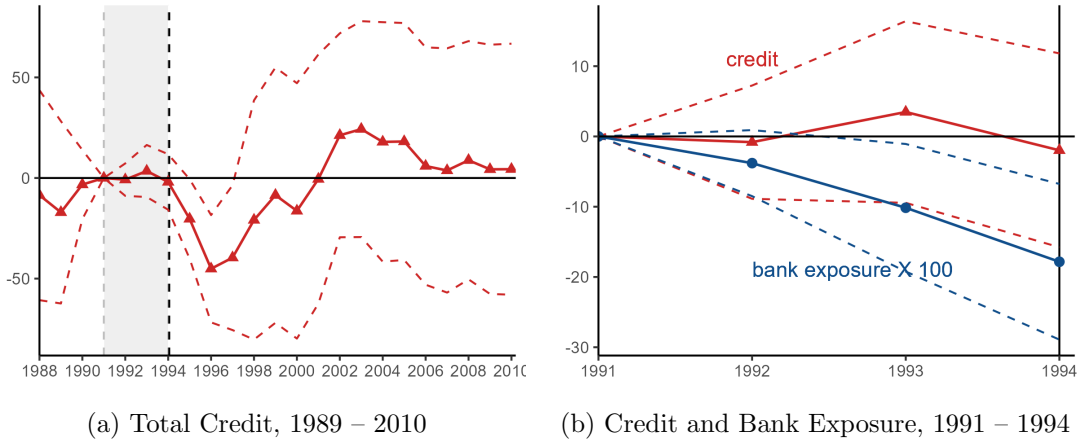 50
0
-50
1988 1990 1992 1994 1996 1998 2000 2002 2004 2006 2008 2010
(a) Total Credit, 1989 – 2010
credit
bank exposure X 100
10
0
-10
-20
-30
1991 1992 1993 1994
(b) Credit and Bank Exposure, 1991 – 1994